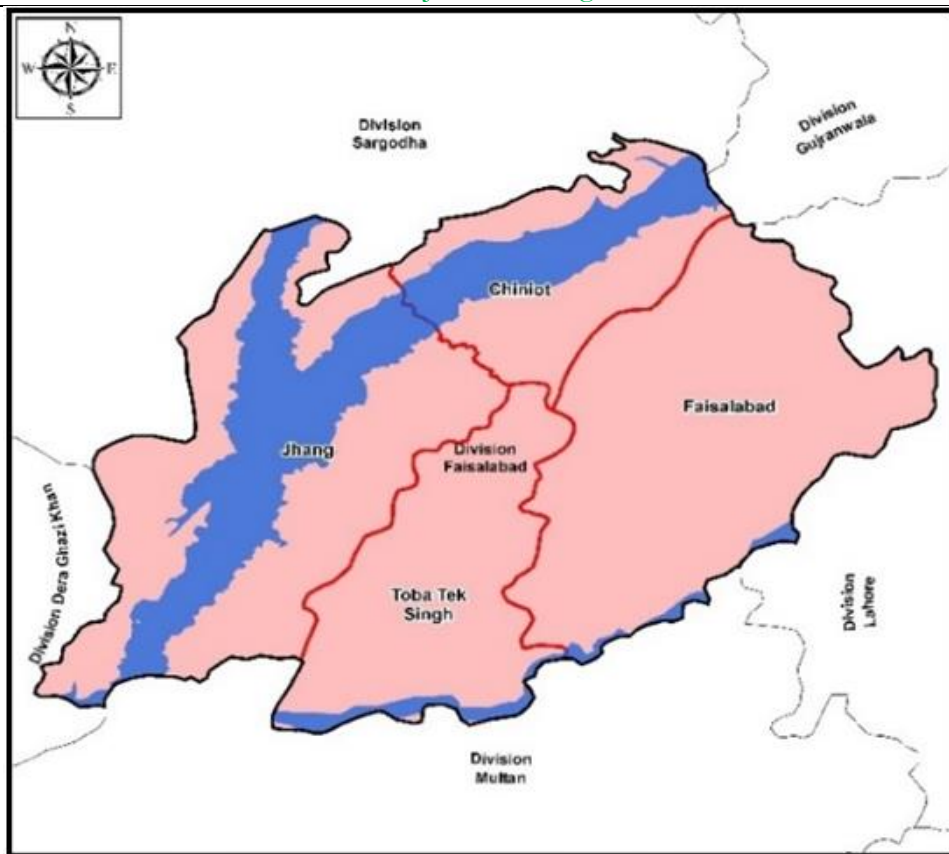 N
W E
S
Division
Sargodha
Division
Gujranwala
Chiniot
Faisalabad
Jhang
Division
Faisalabad
Division Dera Ghazi Khan
Toba Tek
Singh
Division
Lahore
Division
Multan